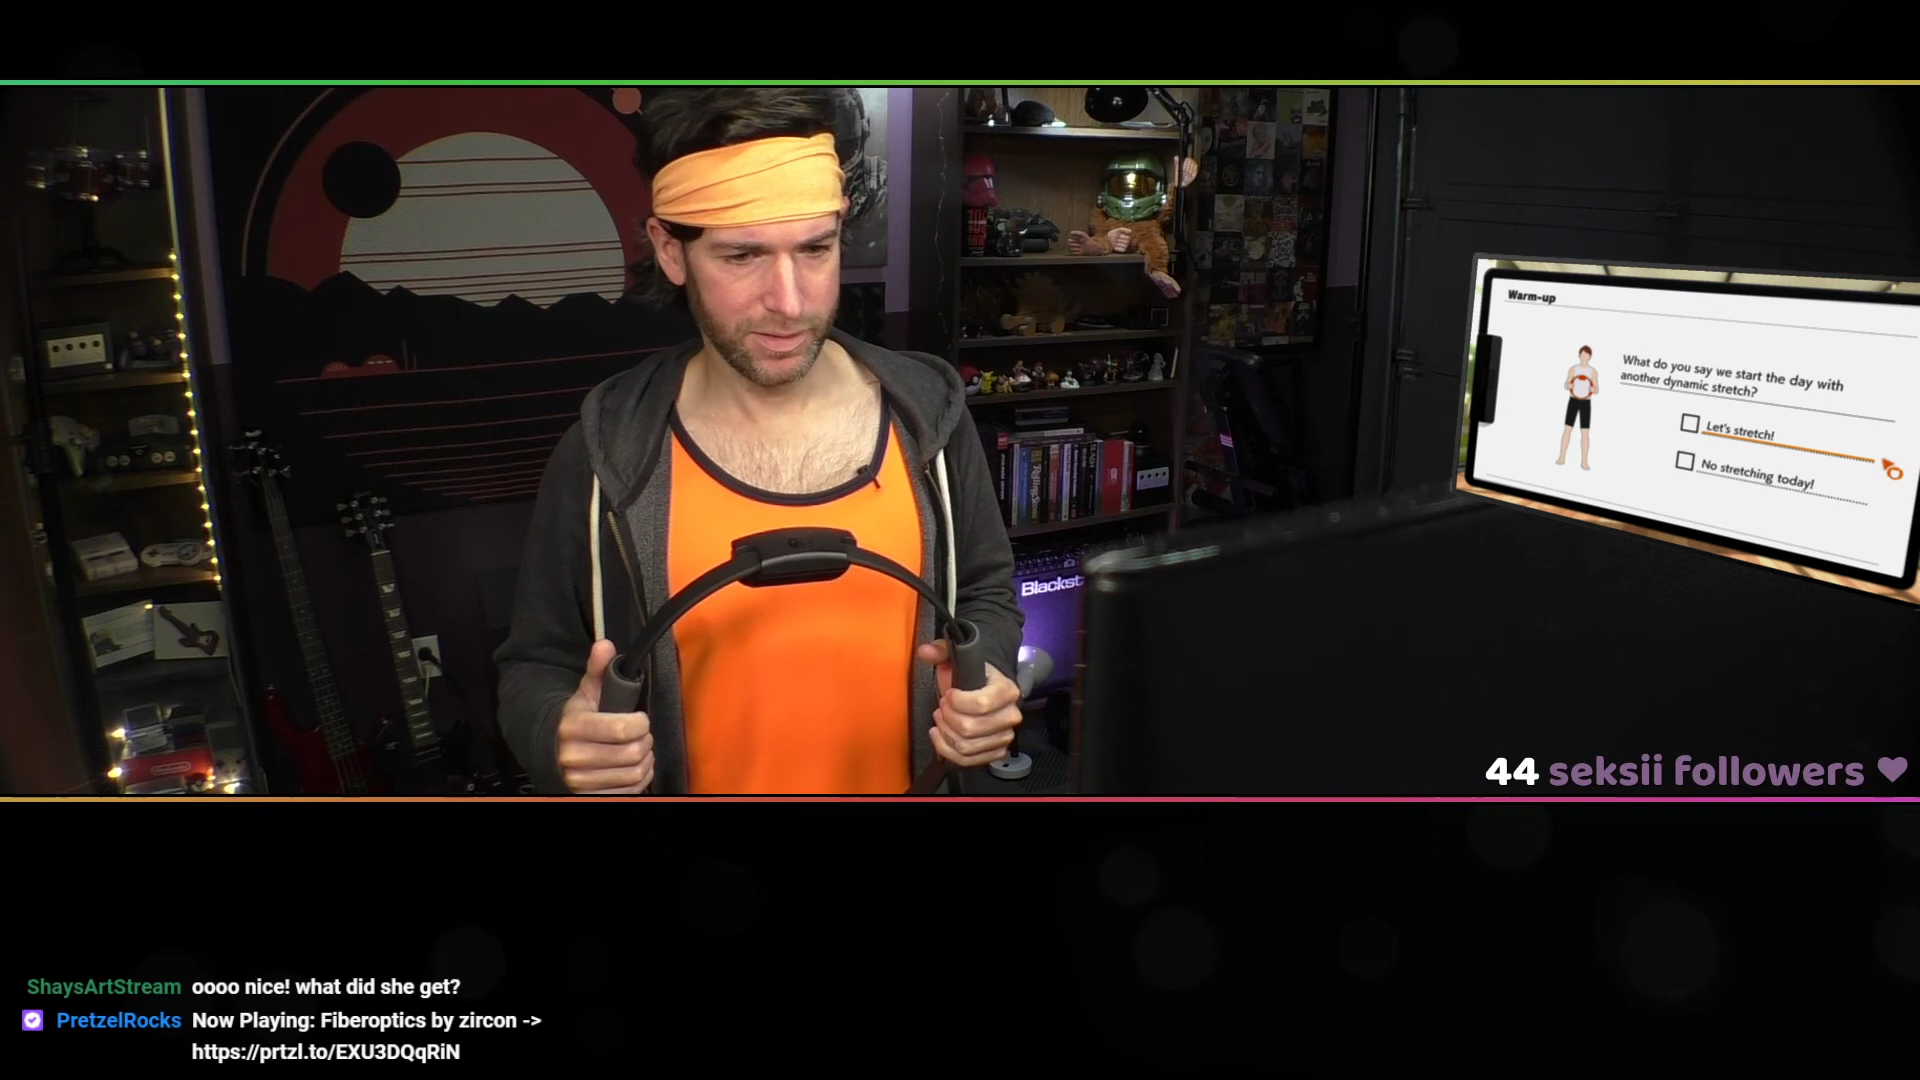 Warm-up
What do you say we start the day with
another dynamic stretch?
Let's stretch!
No stretching today!
Blackst
44 seksii followers
ShaysArtStream oooo nice! what did she get?
PretzelRocks Now Playing: Fiberoptics by zircon ->
https://prtzl.to/EXU3DQqRiN